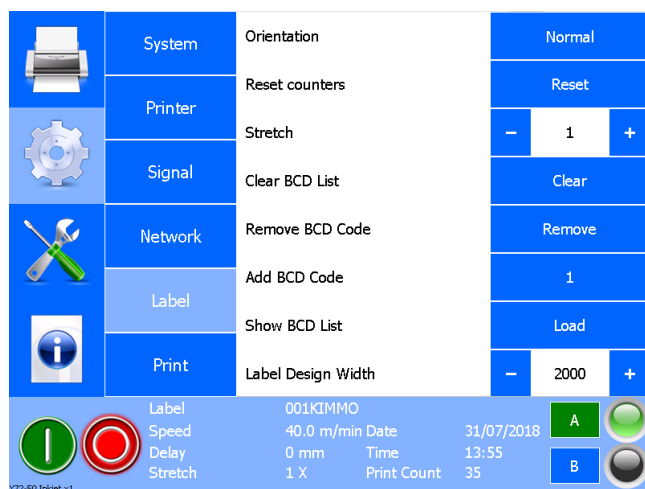 System
Printer
Signal
Network
Label
Print
Orientation Normal
Reset counters Reset
Stretch − 1 +
Clear BCD List Clear
Remove BCD Code Remove
Add BCD Code 1
Show BCD List Load
Label Design Width − 2000 +
Label 001KIMMO
Speed 40.0 m/min Date 31/07/2018
Delay 0 mm Time 13:55
Stretch 1 X Print Count 35
A
B